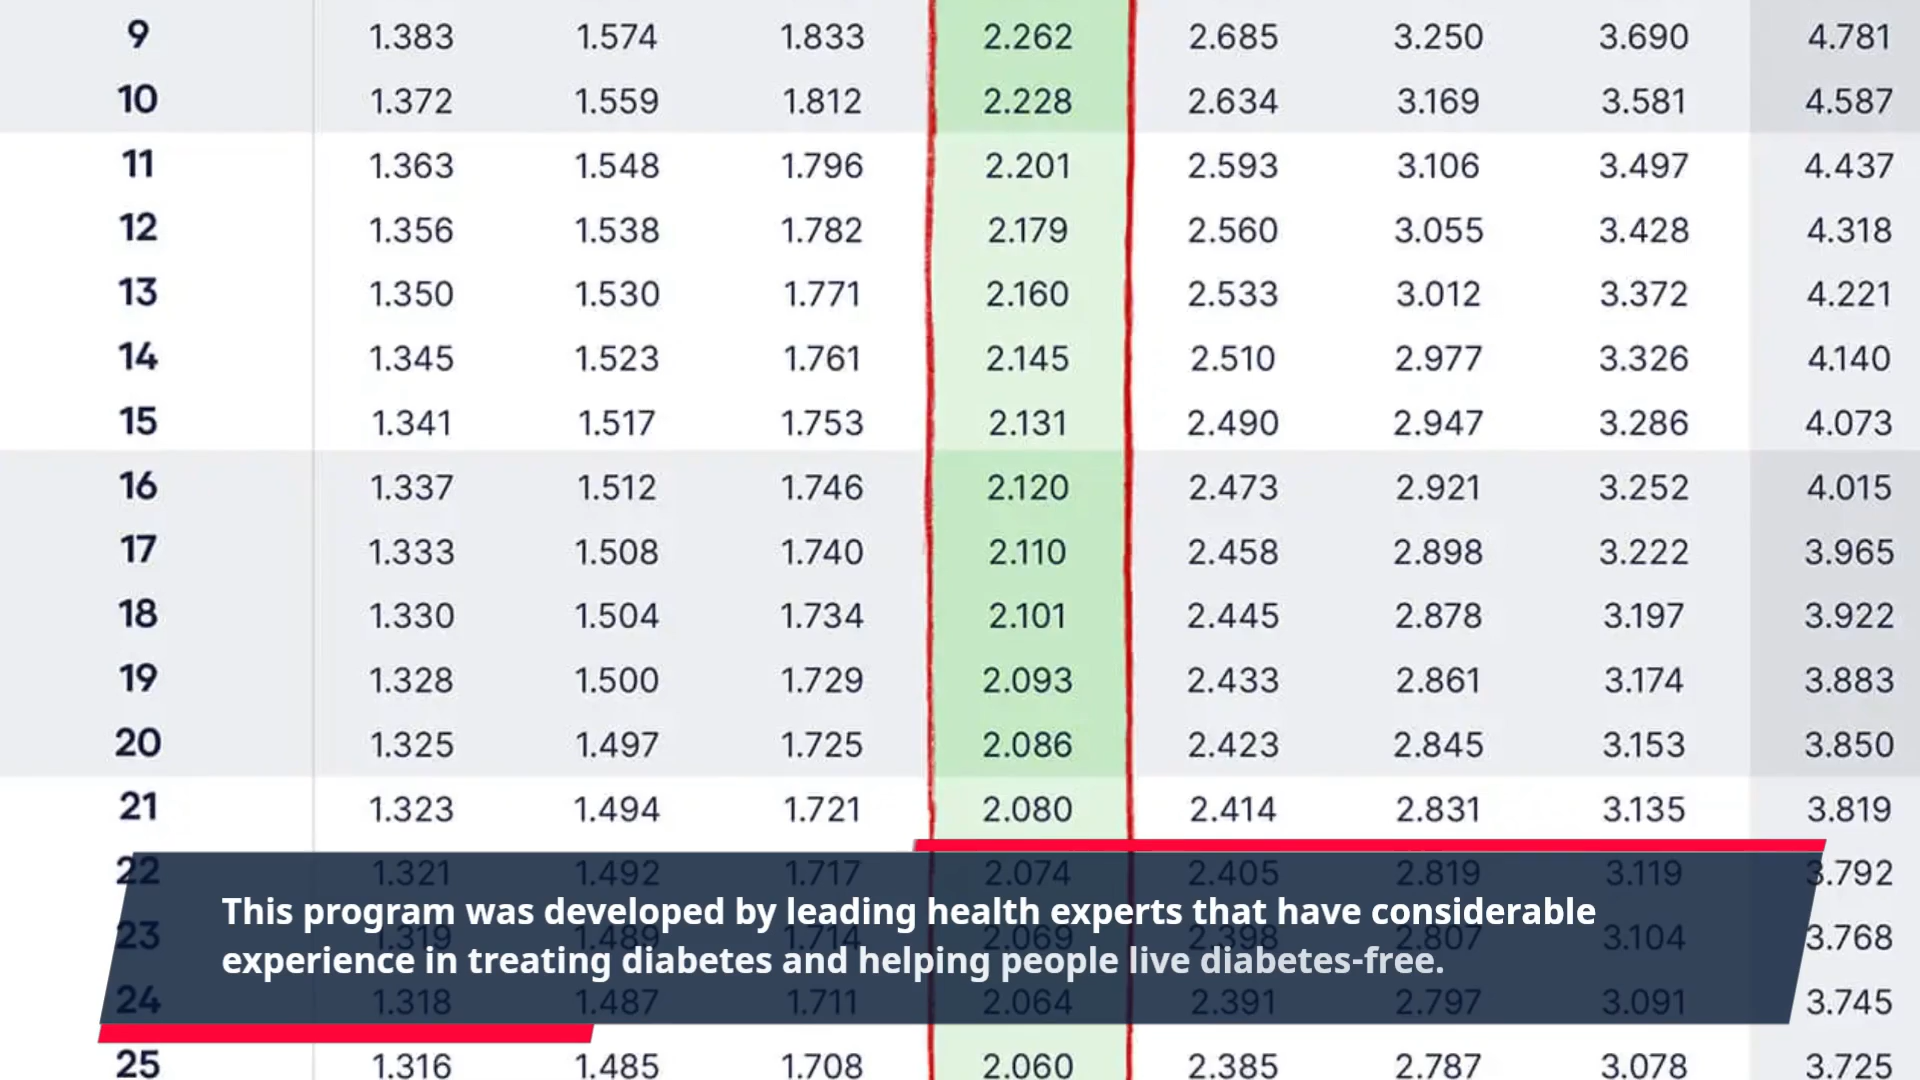 9 1.383 1.574 1.833 2.262 2.685 3.250 3.690 4.781
10 1.372 1.559 1.812 2.228 2.634 3.169 3.581 4.587
11 1.363 1.548 1.796 2.201 2.593 3.106 3.497 4.437
12 1.356 1.538 1.782 2.179 2.560 3.055 3.428 4.318
13 1.350 1.530 1.771 2.160 2.533 3.012 3.372 4.221
14 1.345 1.523 1.761 2.145 2.510 2.977 3.326 4.140
15 1.341 1.517 1.753 2.131 2.490 2.947 3.286 4.073
16 1.337 1.512 1.746 2.120 2.473 2.921 3.252 4.015
17 1.333 1.508 1.740 2.110 2.458 2.898 3.222 3.965
18 1.330 1.504 1.734 2.101 2.445 2.878 3.197 3.922
19 1.328 1.500 1.729 2.093 2.433 2.861 3.174 3.883
20 1.325 1.497 1.725 2.086 2.423 2.845 3.153 3.850
21 1.323 1.494 1.721 2.080 2.414 2.831 3.135 3.819
22 1.321 1.492 1.717 2.074 2.405 2.819 3.119 3.792
This program was developed by leading health experts that have considerable
23 1.319 1.489 1.714 2.069 2.398 2.807 3.104 3.768
experience in treating diabetes and helping people live diabetes-free.
24 1.318 1.487 1.711 2.064 2.391 2.797 3.091 3.745
25 1.316 1.485 1.708 2.060 2.385 2.787 3.078 3.725